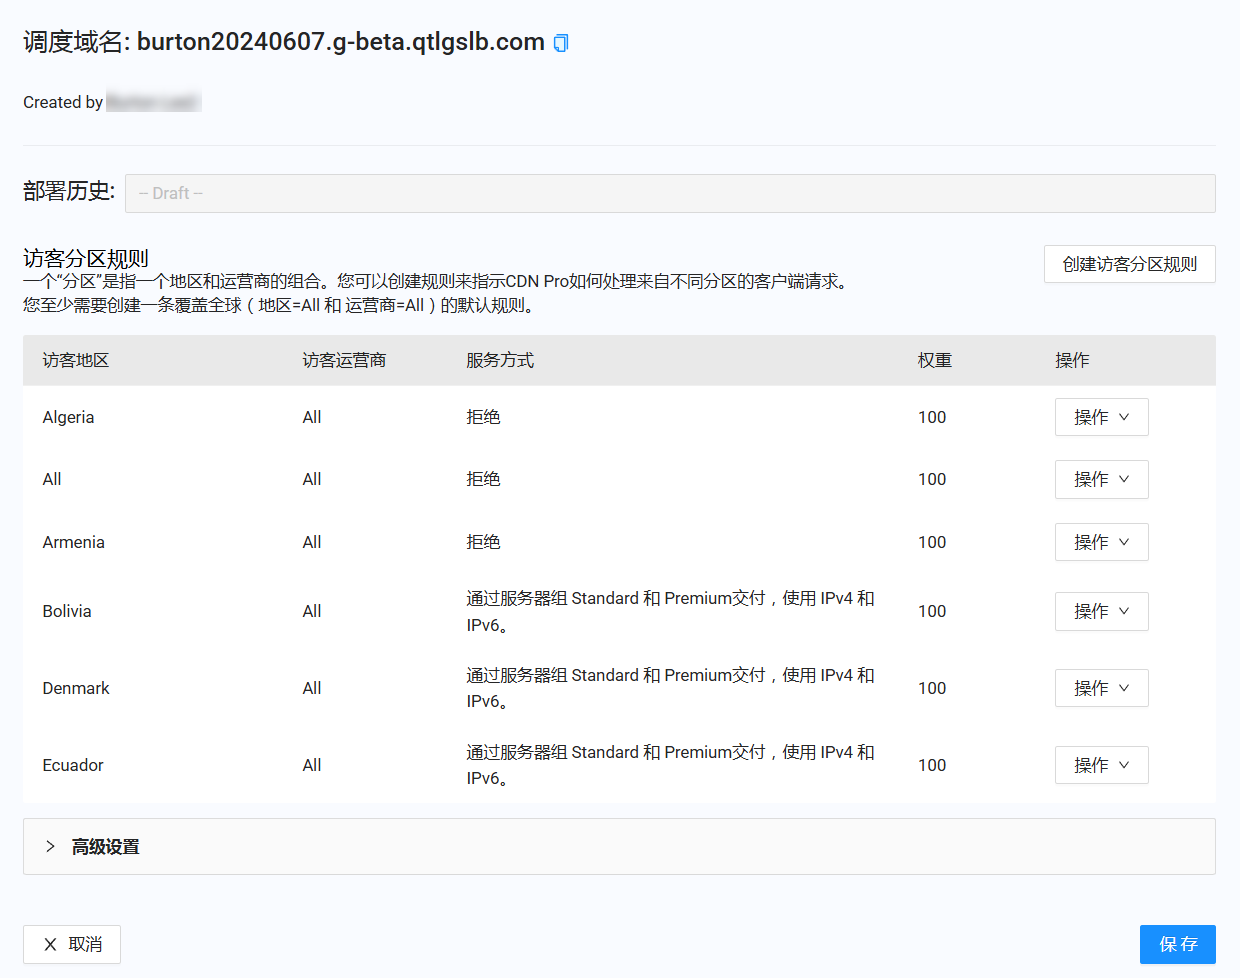 调度域名: burton20240607.g-beta.qtlgslb.com
Created by
部署历史: -- Draft --
访客分区规则
创建访客分区规则
一个“分区”是指一个地区和运营商的组合。您可以创建规则来指示CDN Pro如何处理来自不同分区的客户端请求。
您至少需要创建一条覆盖全球（地区=All 和 运营商=All）的默认规则。
访客地区 访客运营商 服务方式 权重 操作
Algeria All 拒绝 100 操作
All All 拒绝 100 操作
Armenia All 拒绝 100 操作
Bolivia All 通过服务器组 Standard 和 Premium交付，使用 IPv4 和 100 操作
IPv6。
Denmark All 通过服务器组 Standard 和 Premium交付，使用 IPv4 和 100 操作
IPv6。
Ecuador All 通过服务器组 Standard 和 Premium交付，使用 IPv4 和 100 操作
IPv6。
高级设置
取消
保存